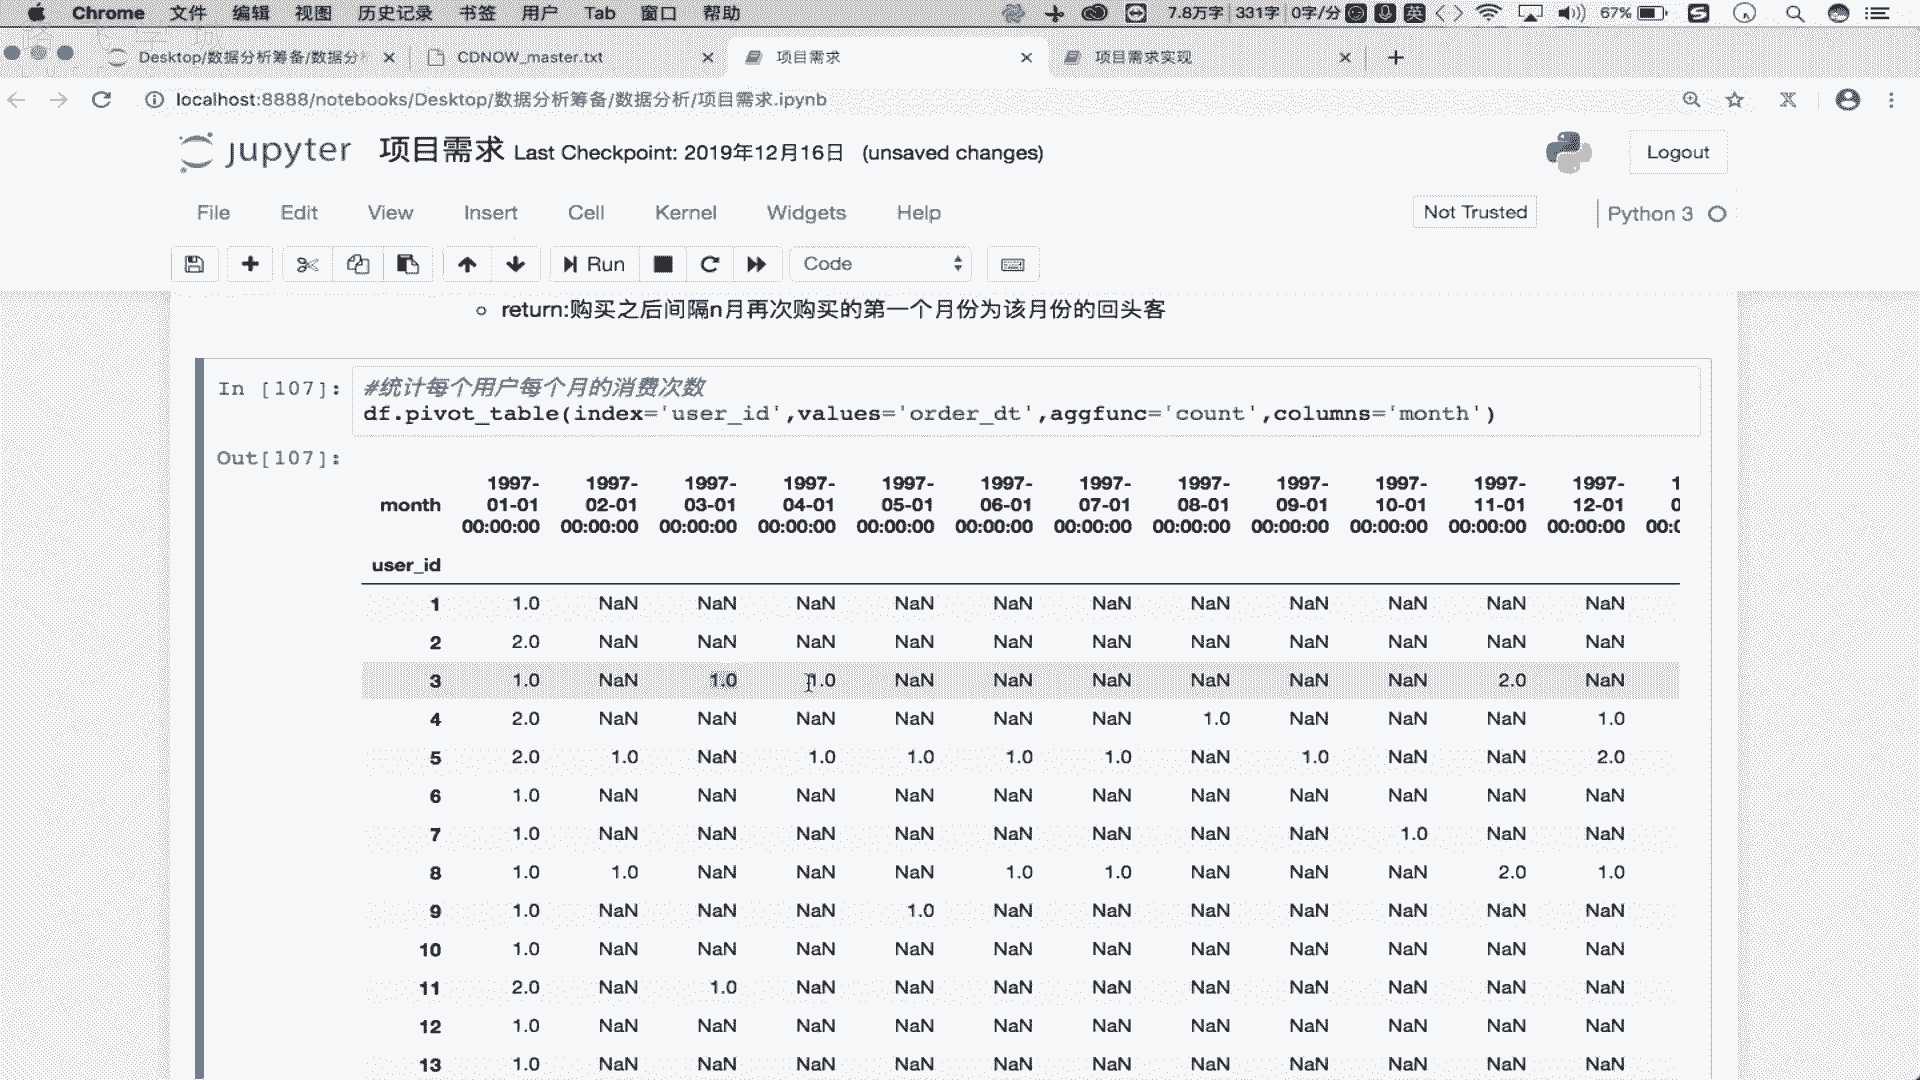 Chrome 文件 编辑 视图 历史记录 书签 用户 Tab 窗口 帮助 7.8万字 331字 0字/分 英 67%
Desktop/数据分析筹备/数据分 CDNOW_master.txt 项目需求 项目需求实现
localhost:8888/notebooks/Desktop/数据分析筹备/数据分析/项目需求.ipynb
jupyter 项目需求 Last Checkpoint: 2019年12月16日 (unsaved changes) Logout
File Edit View Insert Cell Kernel Widgets Help Not Trusted Python 3
Run Code
return:购买之后间隔n月再次购买的第一个月份为该月份的回头客
In [107]: #统计每个用户每个月的消费次数
df.pivot_table(index='user_id',values='order_dt',aggfunc='count',columns='month')
Out[107]:
1997- 1997- 1997- 1997- 1997- 1997- 1997- 1997- 1997- 1997- 1997- 1997- 1
month 01-01 02-01 03-01 04-01 05-01 06-01 07-01 08-01 09-01 10-01 11-01 12-01 0
00:00:00 00:00:00 00:00:00 00:00:00 00:00:00 00:00:00 00:00:00 00:00:00 00:00:00 00:00:00 00:00:00 00:00:00 00:0
user_id
1 1.0 NaN NaN NaN NaN NaN NaN NaN NaN NaN NaN NaN
2 2.0 NaN NaN NaN NaN NaN NaN NaN NaN NaN NaN NaN
3 1.0 NaN 1.0 1.0 NaN NaN NaN NaN NaN NaN 2.0 NaN
4 2.0 NaN NaN NaN NaN NaN NaN 1.0 NaN NaN NaN 1.0
5 2.0 1.0 NaN 1.0 1.0 1.0 1.0 NaN 1.0 NaN NaN 2.0
6 1.0 NaN NaN NaN NaN NaN NaN NaN NaN NaN NaN NaN
7 1.0 NaN NaN NaN NaN NaN NaN NaN NaN 1.0 NaN NaN
8 1.0 1.0 NaN NaN NaN 1.0 1.0 NaN NaN NaN 2.0 1.0
9 1.0 NaN NaN NaN 1.0 NaN NaN NaN NaN NaN NaN NaN
10 1.0 NaN NaN NaN NaN NaN NaN NaN NaN NaN NaN NaN
11 2.0 NaN 1.0 NaN NaN NaN NaN NaN NaN NaN NaN NaN
12 1.0 NaN NaN NaN NaN NaN NaN NaN NaN NaN NaN NaN
13 1.0 NaN NaN NaN NaN NaN NaN NaN NaN NaN NaN NaN